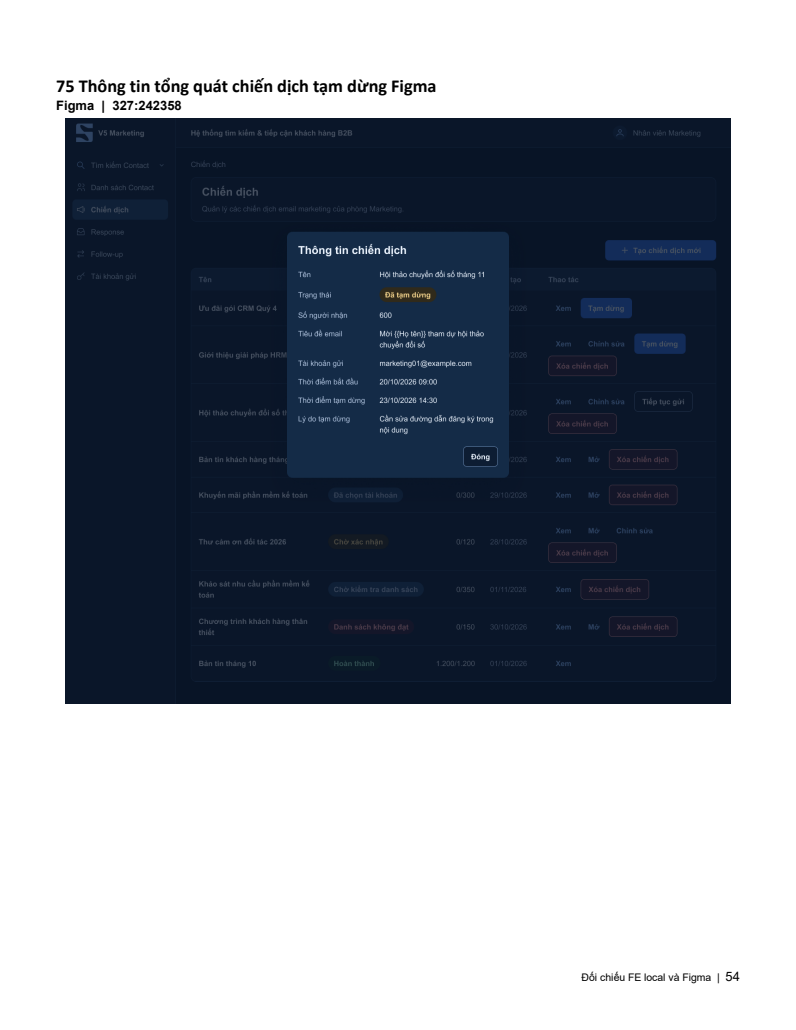 75 Thông tin tổng quát chiến dịch tạm dừng Figma
Figma | 327:242358
VS Marketing
Hệ thống tìm kiếm & tiếp cận khách hàng B2B
Nhân viên Marketing
Tìm kiếm Contact
Danh sách Contact
Chiến dịch
Response
Follow-up
Tài khoản gửi
Chiến dịch
Chiến dịch
Quản lý các chiến dịch email marketing của phòng Marketing.
+ Tạo chiến dịch mới
Thông tin chiến dịch
Tên Hội thảo chuyển đổi số tháng 11
Trạng thái Đã tạm dừng
Số người nhận 600
Tiêu đề email Mời {{Họ tên}} tham dự hội thảo
chuyển đổi số
Tài khoản gửi marketing01@example.com
Thời điểm bắt đầu 20/10/2026 09:00
Thời điểm tạm dừng 23/10/2026 14:30
Lý do tạm dừng Cần sửa đường dẫn đăng ký trong
nội dung
Đóng
Tên tạo Thao tác
Ưu đãi gói CRM Quý 4 2026 Xem Tạm dừng
Giới thiệu giải pháp HRM 2026 Xem Chỉnh sửa Tạm dừng
Xóa chiến dịch
Hội thảo chuyển đổi số th 2026 Xem Chỉnh sửa Tiếp tục gửi
Xóa chiến dịch
Bản tin khách hàng tháng 2026 Xem Mở Xóa chiến dịch
Khuyến mãi phần mềm kế toán Đã chọn tài khoản 0/300 29/10/2026 Xem Mở Xóa chiến dịch
Thư cảm ơn đối tác 2026 Chờ xác nhận 0/120 28/10/2026 Xem Mở Chỉnh sửa
Xóa chiến dịch
Khảo sát nhu cầu phần mềm kế
toán Chờ kiểm tra danh sách 0/350 01/11/2026 Xem Xóa chiến dịch
Chương trình khách hàng thân
thiết Danh sách không đạt 0/150 30/10/2026 Xem Mở Xóa chiến dịch
Bản tin tháng 10 Hoàn thành 1.200/1.200 01/10/2026 Xem
Đối chiếu FE local và Figma | 54